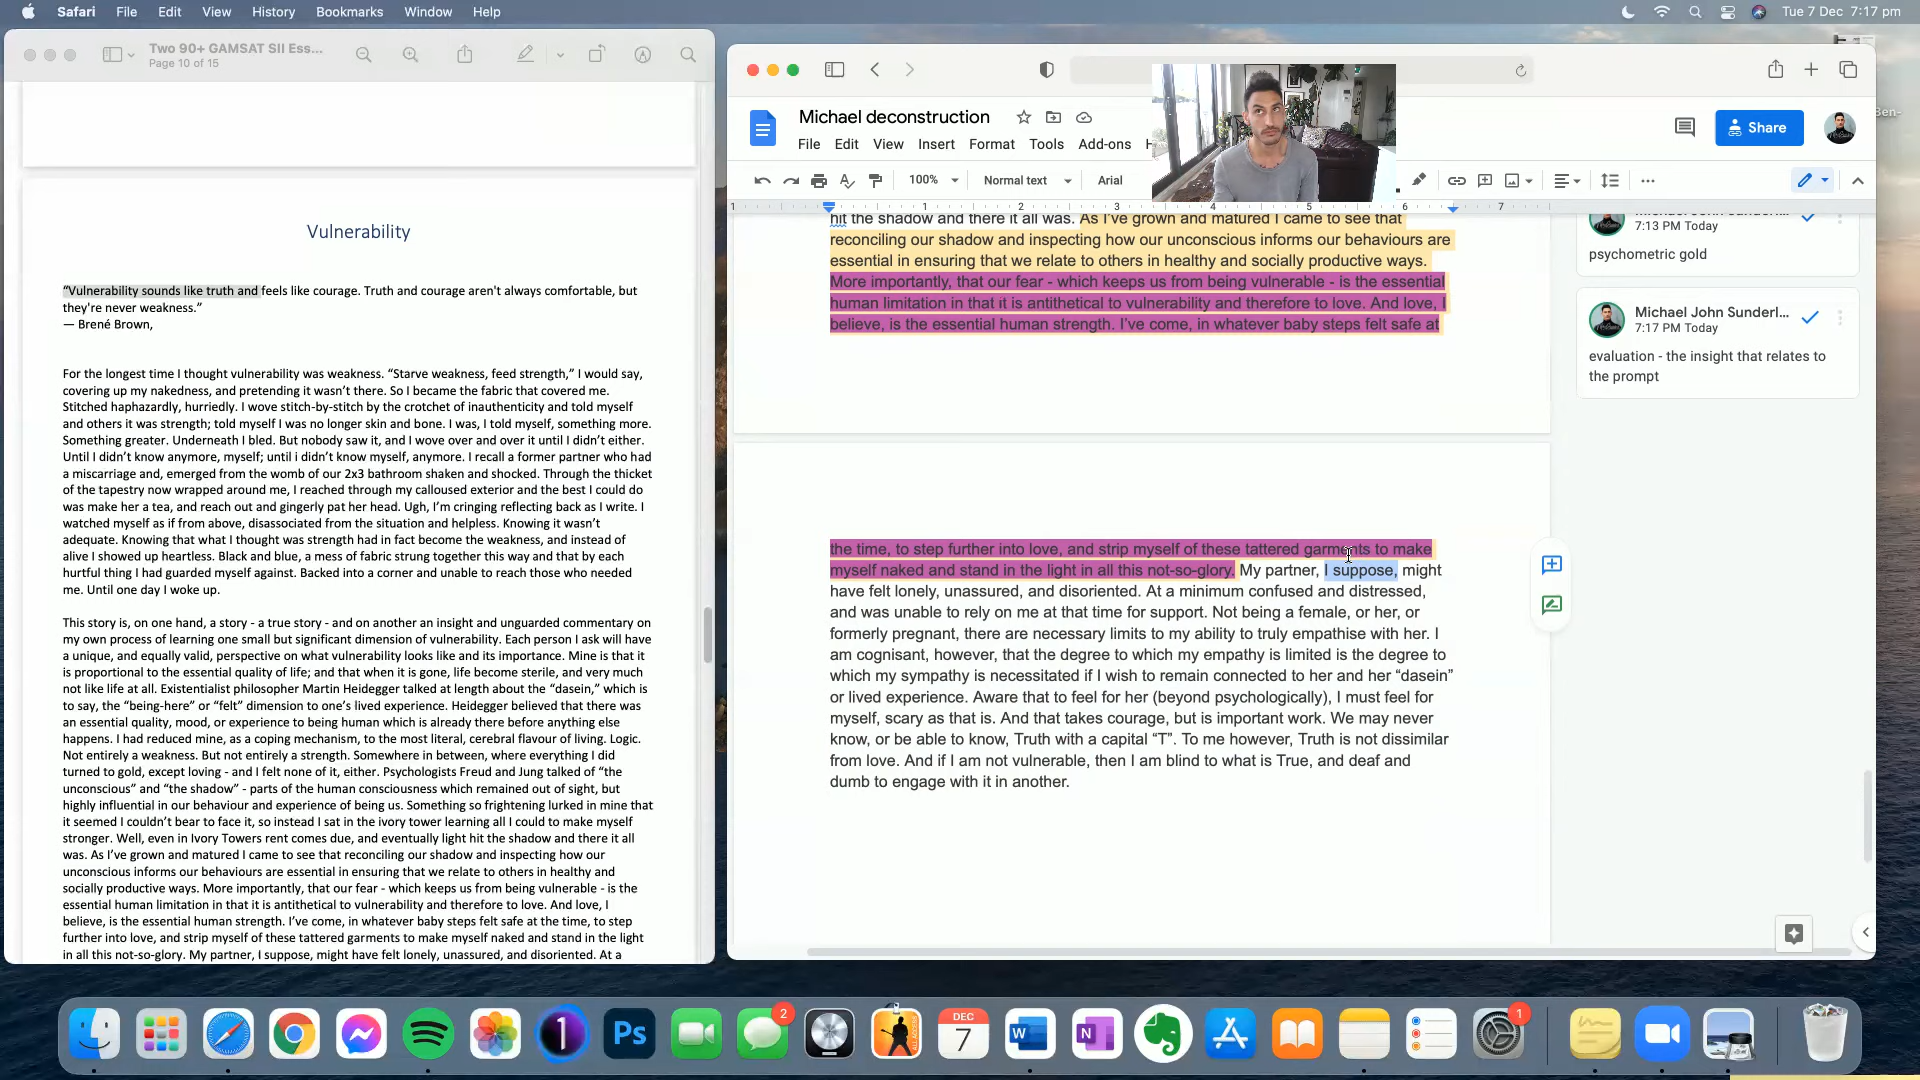 Safari File Edit View History Bookmarks Window Help
Tue 7 Dec 7:17 pm
Two 90+ GAMSAT SII Ess...
Page 10 of 15
Vulnerability
“Vulnerability sounds like truth and feels like courage. Truth and courage aren't always comfortable, but
they're never weakness.”
— Brené Brown,
For the longest time I thought vulnerability was weakness. “Starve weakness, feed strength,” I would say,
covering up my nakedness, and pretending it wasn’t there. So I became the fabric that covered me.
Stitched haphazardly, hurriedly. I wove stitch-by-stitch by the crotchet of inauthenticity and told myself
and others it was strength; told myself I was no longer skin and bone. I was, I told myself, something more.
Something greater. Underneath I bled. But nobody saw it, and I wove over and over it until I didn’t either.
Until I didn’t know anymore, myself; until i didn’t know myself, anymore. I recall a former partner who had
a miscarriage and, emerged from the womb of our 2x3 bathroom shaken and shocked. Through the thicket
of the tapestry now wrapped around me, I reached through my calloused exterior and the best I could do
was make her a tea, and reach out and gingerly pat her head. Ugh, I’m cringing reflecting back as I write. I
watched myself as if from above, disassociated from the situation and helpless. Knowing it wasn’t
adequate. Knowing that what I thought was strength had in fact become the weakness, and instead of
alive I showed up heartless. Black and blue, a mess of fabric strung together this way and that by each
hurtful thing I had guarded myself against. Backed into a corner and unable to reach those who needed
me. Until one day I woke up.
This story is, on one hand, a story - a true story - and on another an insight and unguarded commentary on
my own process of learning one small but significant dimension of vulnerability. Each person I ask will have
a unique, and equally valid, perspective on what vulnerability looks like and its importance. Mine is that it
is proportional to the essential quality of life; and that when it is gone, life become sterile, and very much
not like life at all. Existentialist philosopher Martin Heidegger talked at length about the “dasein,” which is
to say, the “being-here” or “felt” dimension to one’s lived experience. Heidegger believed that there was
an essential quality, mood, or experience to being human which is already there before anything else
happens. I had reduced mine, as a coping mechanism, to the most literal, cerebral flavour of living. Logic.
Not entirely a weakness. But not entirely a strength. Somewhere in between, where everything I did
turned to gold, except loving - and I felt none of it, either. Psychologists Freud and Jung talked of “the
unconscious” and “the shadow” - parts of the human consciousness which remained out of sight, but
highly influential in our behaviour and experience of being us. Something so frightening lurked in mine that
it seemed I couldn’t bear to face it, so instead I sat in the ivory tower learning all I could to make myself
stronger. Well, even in Ivory Towers rent comes due, and eventually light hit the shadow and there it all
was. As I’ve grown and matured I came to see that reconciling our shadow and inspecting how our
unconscious informs our behaviours are essential in ensuring that we relate to others in healthy and
socially productive ways. More importantly, that our fear - which keeps us from being vulnerable - is the
essential human limitation in that it is antithetical to vulnerability and therefore to love. And love, I
believe, is the essential human strength. I’ve come, in whatever baby steps felt safe at the time, to step
further into love, and strip myself of these tattered garments to make myself naked and stand in the light
in all this not-so-glory. My partner, I suppose, might have felt lonely, unassured, and disoriented. At a
Michael deconstruction
File Edit View Insert Format Tools Add-ons
Share
100% Normal text Arial
1 1 2 3 4 5 6 7
hit the shadow and there it all was. As I’ve grown and matured I came to see that
reconciling our shadow and inspecting how our unconscious informs our behaviours are
essential in ensuring that we relate to others in healthy and socially productive ways.
More importantly, that our fear - which keeps us from being vulnerable - is the essential
human limitation in that it is antithetical to vulnerability and therefore to love. And love, I
believe, is the essential human strength. I’ve come, in whatever baby steps felt safe at
the time, to step further into love, and strip myself of these tattered garments to make
myself naked and stand in the light in all this not-so-glory. My partner, I suppose, might
have felt lonely, unassured, and disoriented. At a minimum confused and distressed,
and was unable to rely on me at that time for support. Not being a female, or her, or
formerly pregnant, there are necessary limits to my ability to truly empathise with her. I
am cognisant, however, that the degree to which my empathy is limited is the degree to
which my sympathy is necessitated if I wish to remain connected to her and her “dasein”
or lived experience. Aware that to feel for her (beyond psychologically), I must feel for
myself, scary as that is. And that takes courage, but is important work. We may never
know, or be able to know, Truth with a capital “T”. To me however, Truth is not dissimilar
from love. And if I am not vulnerable, then I am blind to what is True, and deaf and
dumb to engage with it in another.
7:13 PM Today
psychometric gold
Michael John Sunderl...
7:17 PM Today
evaluation - the insight that relates to
the prompt
Ben-
1
Ps
2
DEC
7
W
N
1